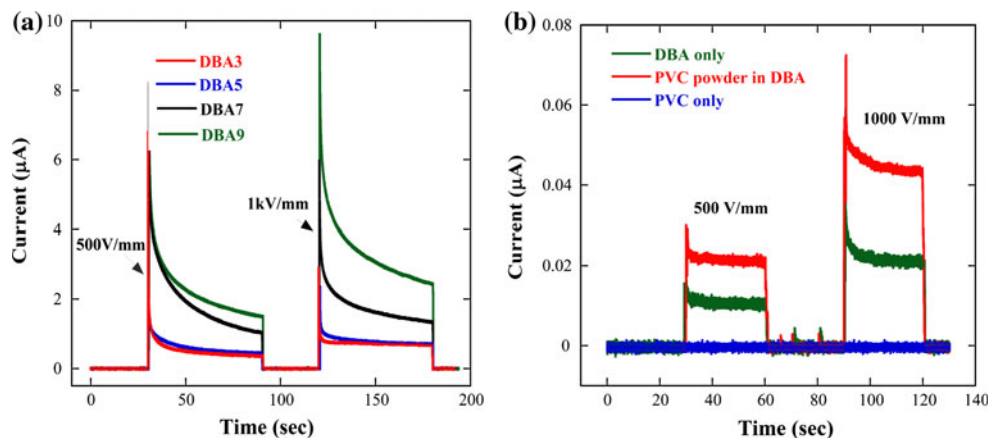 (a)
10
8
6
4
2
0
Current (μA)
DBA3
DBA5
DBA7
DBA9
500V/mm
1kV/mm
0
50
100
150
200
Time (sec)
(b)
0.08
0.06
0.04
0.02
0
-0.01
Current (μA)
DBA only
PVC powder in DBA
PVC only
500 V/mm
1000 V/mm
0
20
40
60
80
100
120
140
Time (sec)